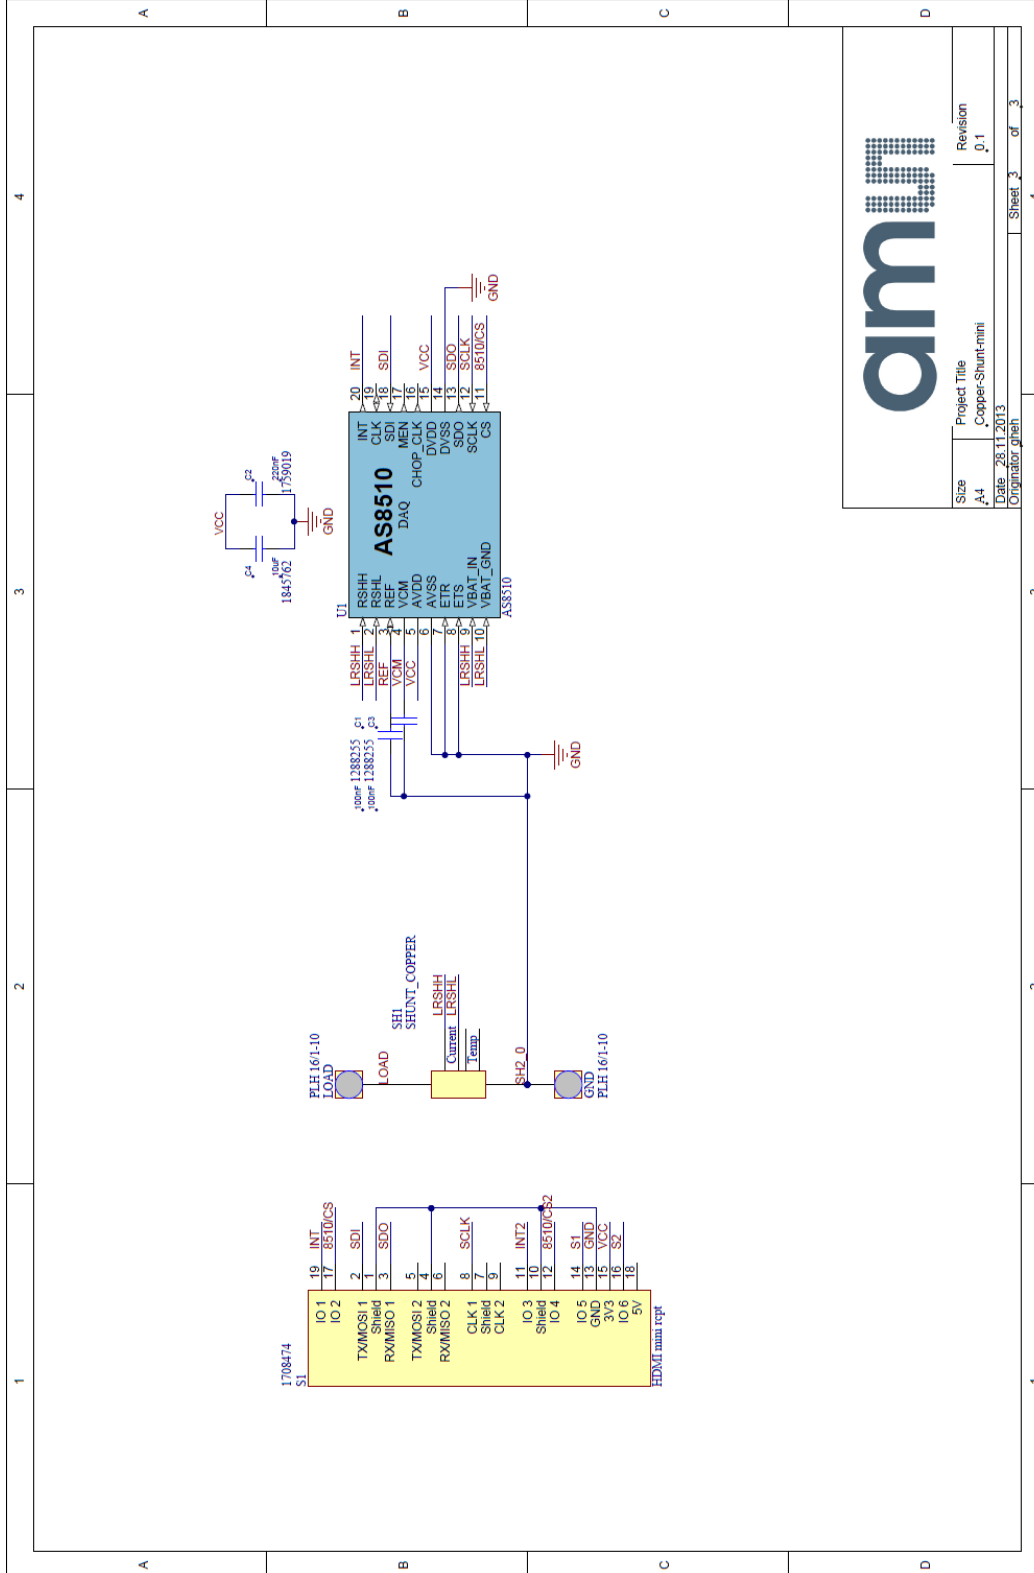 1
2
3
4
A
B
C
D
1708474
S1
19 INT
IO 1
17 8510/CS
IO 2
2 SDI
TX/MOSI 1
1
Shield
3 SDO
RX/MISO 1
5
TX/MOSI 2
4
Shield
6
RX/MISO 2
8 SCLK
CLK 1
7
Shield
9
CLK 2
11 INT2
IO 3
10
Shield
12 8510/CS2
IO 4
14 S1
IO 5
13 GND
GND
15 VCC
3V3
16 S2
IO 6
18
5V
HDMI mini rcpt
PLH 16/1-10
LOAD
LOAD
SH1
SHUNT_COPPER
LRSHH
Current
LRSHL
Temp
SH2_0
GND
PLH 16/1-10
VCC
C4
10uF
1845762
C2
220nF
1759019
GND
100nF 1288255 C1
100nF 1288255 C3
GND
U1
AS8510
DAQ
LRSHH 1 RSHH
LRSHL 2 RSHL
REF 3 REF
VCM 4 VCM
VCC 5 AVDD
6 AVSS
7 ETR
8 ETS
LRSHH 9 VBAT_IN
LRSHL 10 VBAT_GND
INT 20 INT
CLK 19
SDI 18 SDI
MEN 17
CHOP_CLK 16
DVDD 15 VCC
DVSS 14
SDO 13 SDO
SCLK 12 SCLK
CS 11 8510/CS
AS8510
GND
am
Size
A4
Project Title
Copper-Shunt-mini
Revision
0.1
Date 28.11.2013
Originator gheh
Sheet 3 of 3
1
2
3
4
A
B
C
D